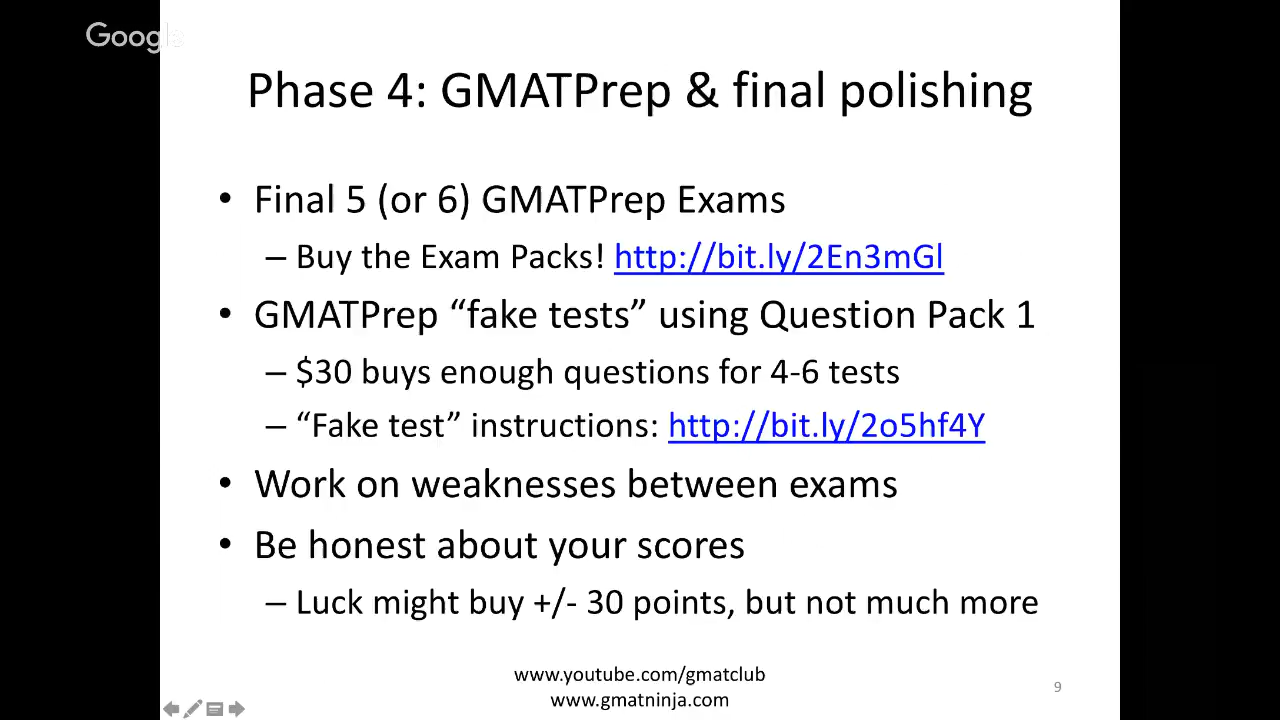 Google
Phase 4: GMATPrep & final polishing
• Final 5 (or 6) GMATPrep Exams
– Buy the Exam Packs! http://bit.ly/2En3mGl
• GMATPrep “fake tests” using Question Pack 1
– $30 buys enough questions for 4-6 tests
– “Fake test” instructions: http://bit.ly/2o5hf4Y
• Work on weaknesses between exams
• Be honest about your scores
– Luck might buy +/- 30 points, but not much more
www.youtube.com/gmatclub
www.gmatninja.com
9